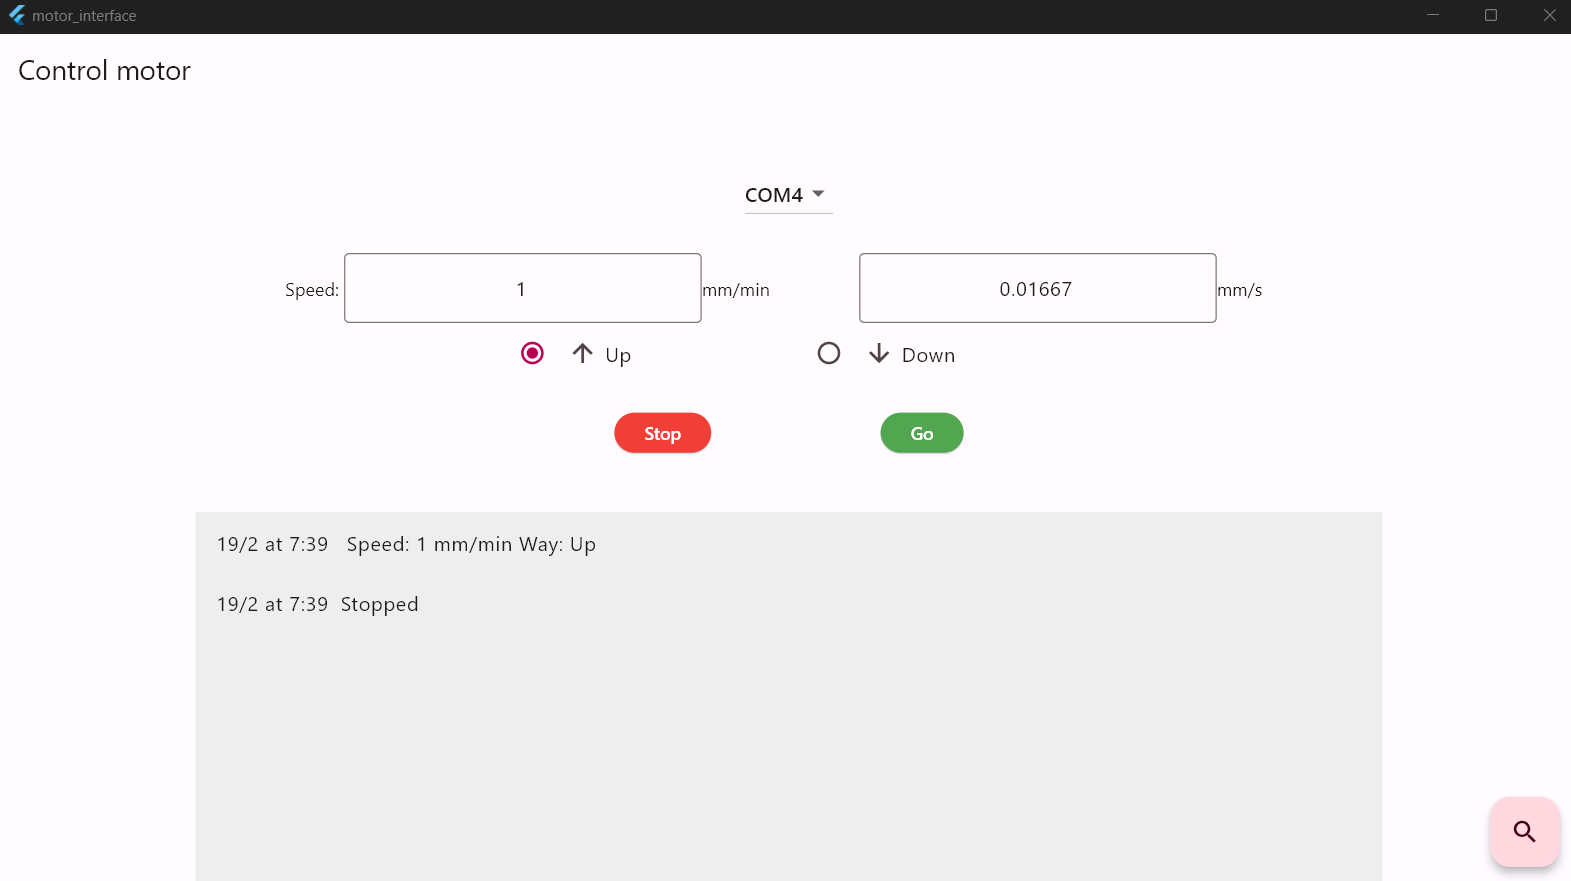 motor_interface
Control motor
COM4
Speed: 1 mm/min 0.01667 mm/s
Up Down
Stop Go
19/2 at 7:39 Speed: 1 mm/min Way: Up
19/2 at 7:39 Stopped